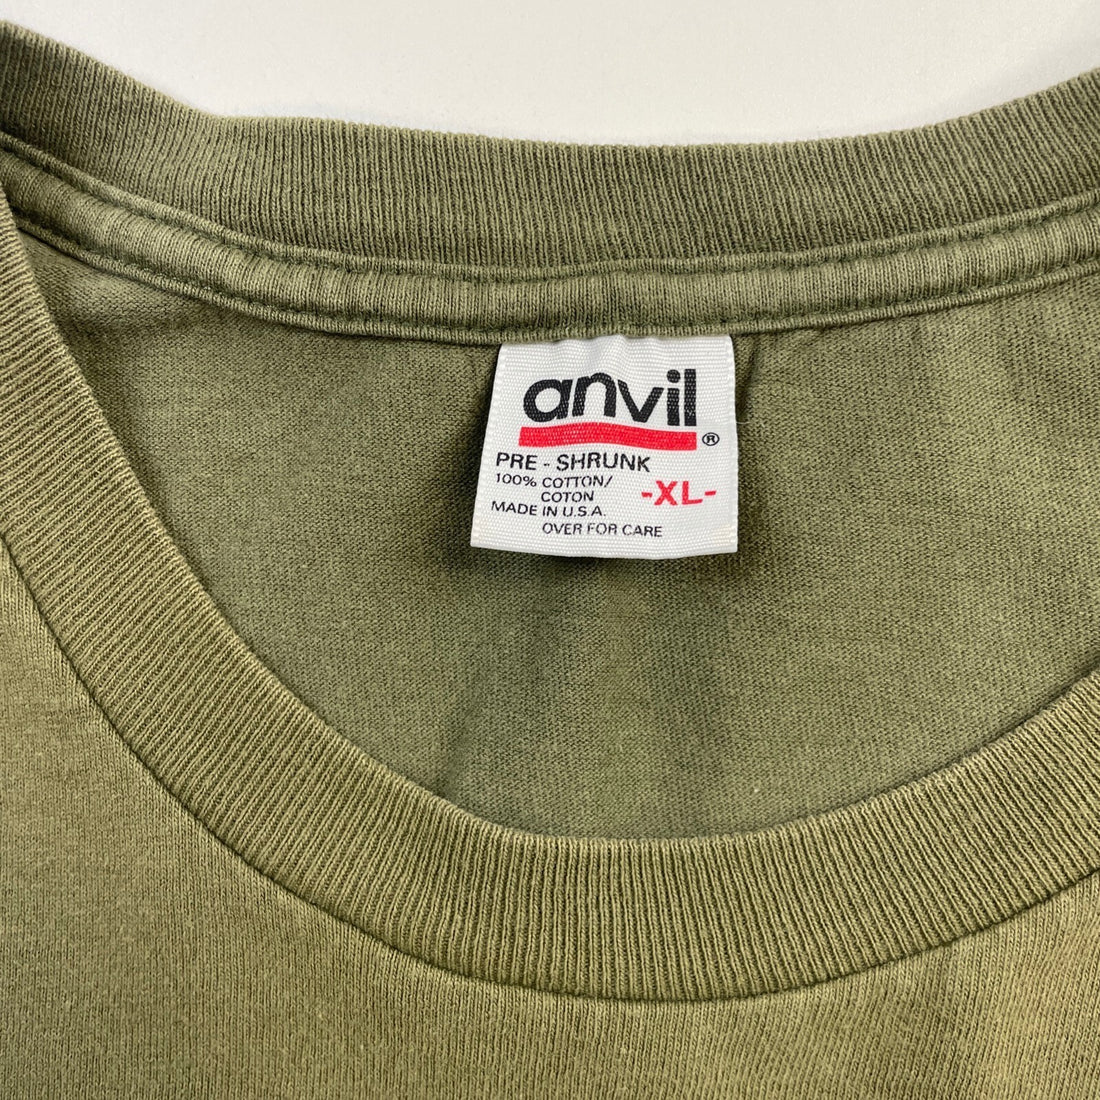 anvil®
PRE - SHRUNK
100% COTTON/
COTON
-XL-
MADE IN U.S.A.
OVER FOR CARE